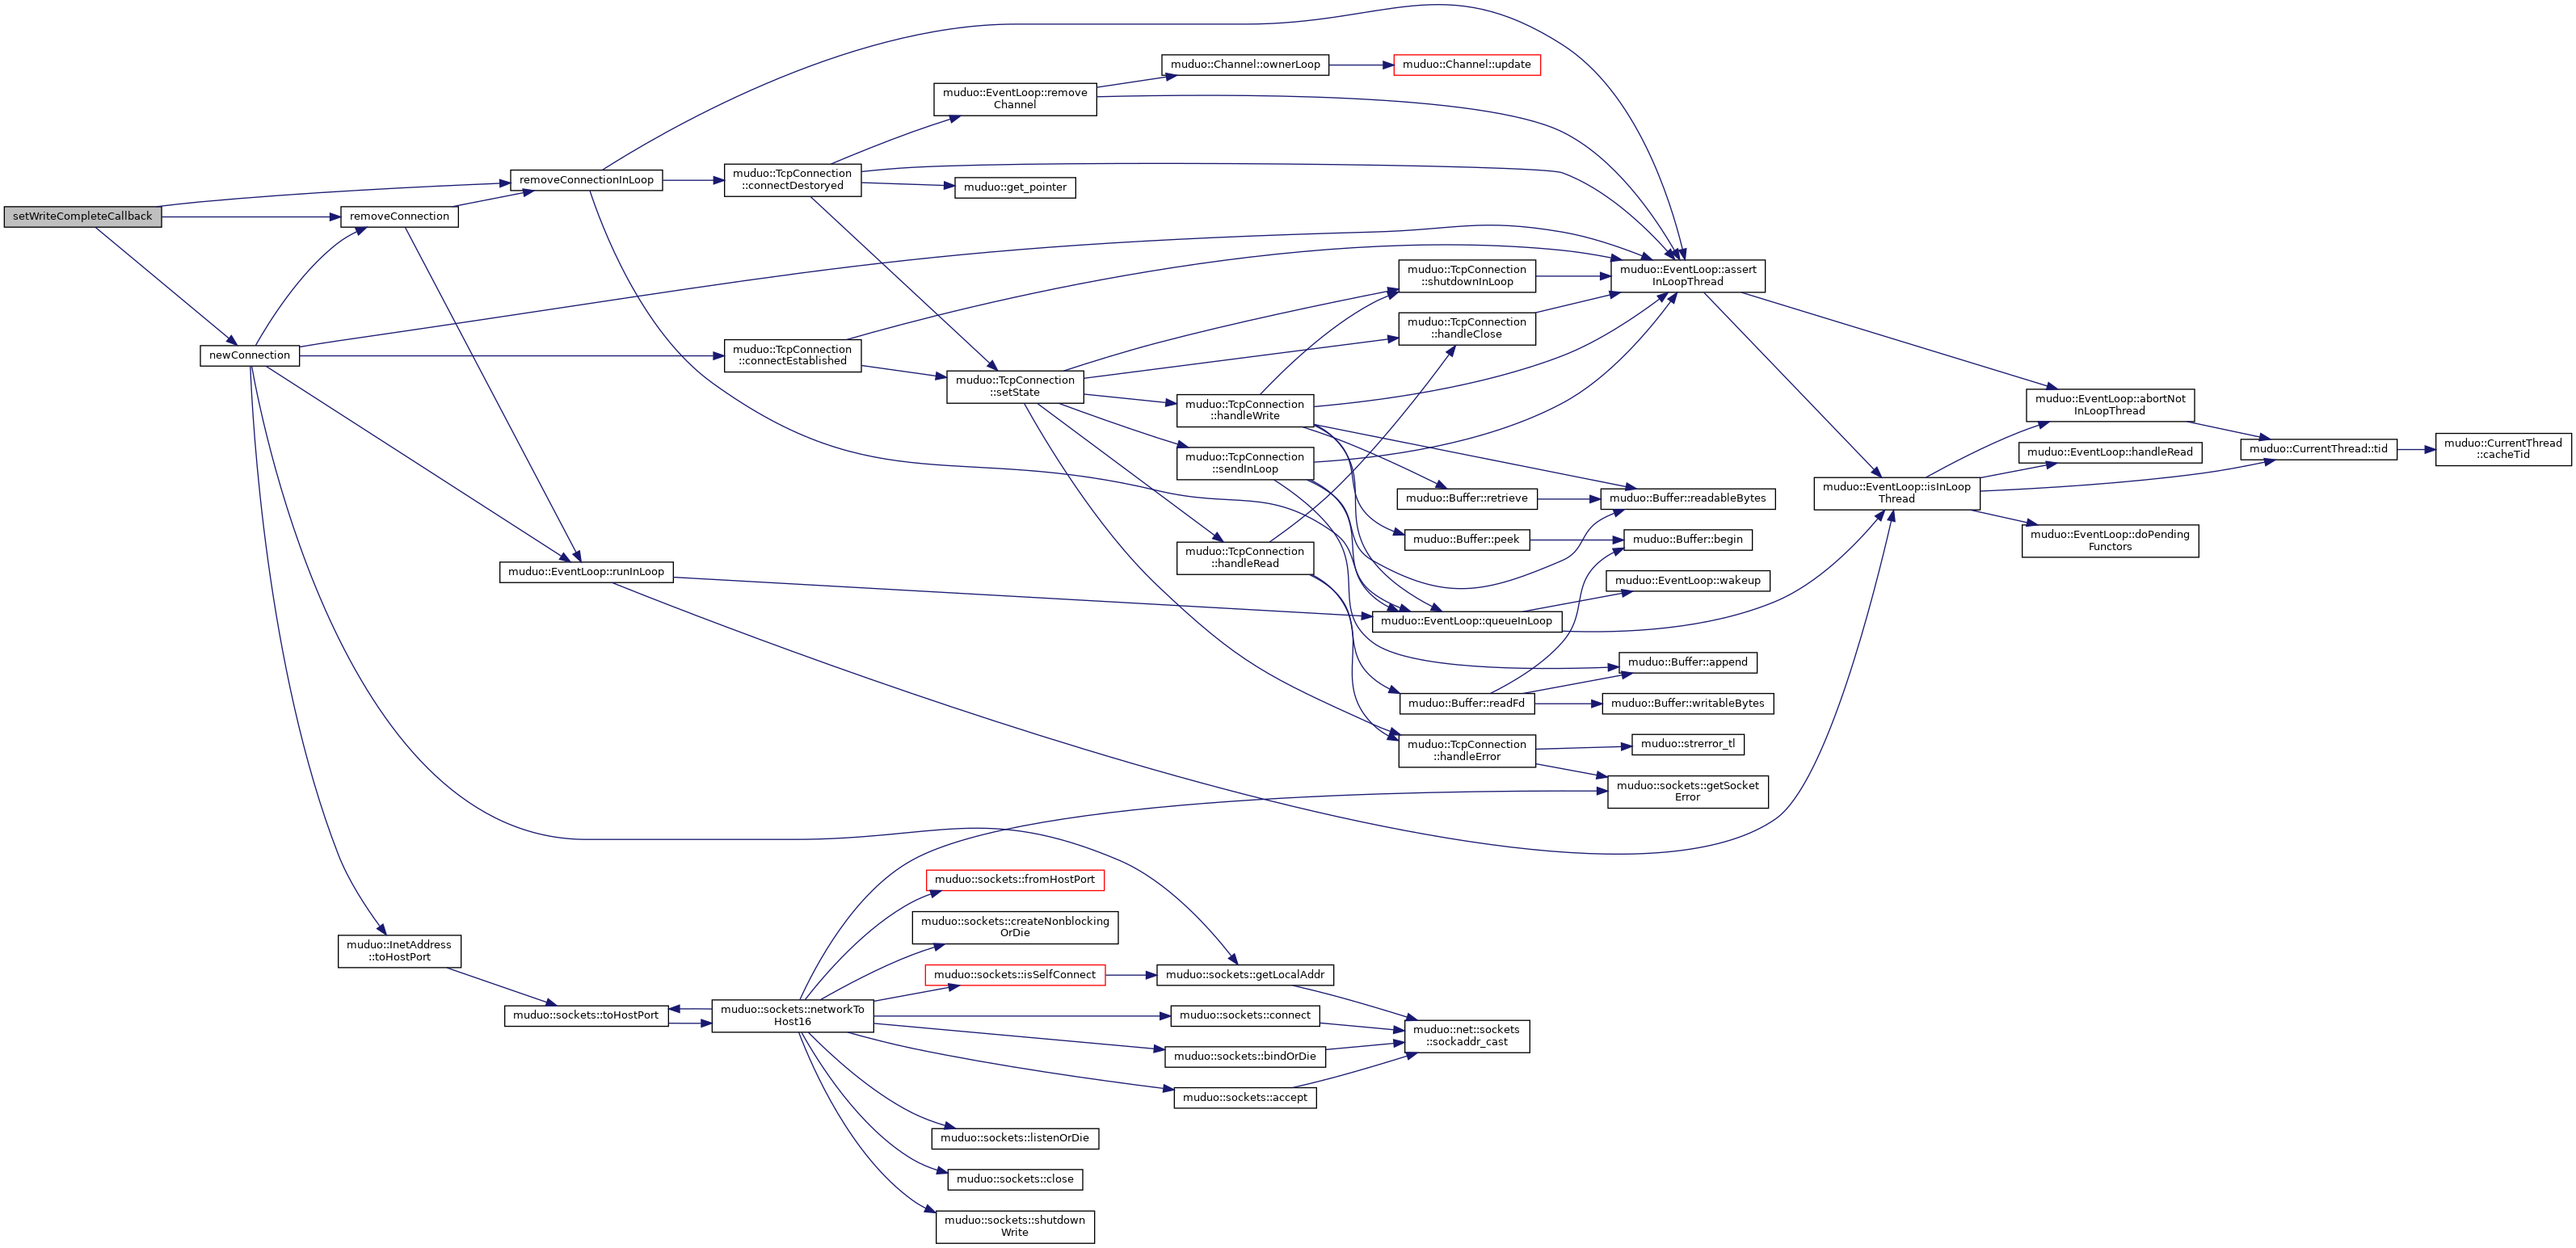 setWriteCompleteCallback
newConnection
removeConnection
removeConnectionInLoop
muduo::EventLoop::runInLoop
muduo::InetAddress
::toHostPort
muduo::sockets::toHostPort
muduo::TcpConnection
::connectDestoryed
muduo::TcpConnection
::connectEstablished
muduo::EventLoop::remove
Channel
muduo::get_pointer
muduo::TcpConnection
::setState
muduo::Channel::ownerLoop
muduo::Channel::update
muduo::TcpConnection
::shutdownInLoop
muduo::TcpConnection
::handleClose
muduo::TcpConnection
::handleWrite
muduo::TcpConnection
::sendInLoop
muduo::TcpConnection
::handleRead
muduo::Buffer::retrieve
muduo::Buffer::peek
muduo::EventLoop::queueInLoop
muduo::Buffer::readFd
muduo::TcpConnection
::handleError
muduo::EventLoop::assert
InLoopThread
muduo::Buffer::readableBytes
muduo::Buffer::begin
muduo::EventLoop::wakeup
muduo::Buffer::append
muduo::Buffer::writableBytes
muduo::strerror_tl
muduo::sockets::getSocket
Error
muduo::EventLoop::isInLoop
Thread
muduo::EventLoop::abortNot
InLoopThread
muduo::EventLoop::handleRead
muduo::EventLoop::doPending
Functors
muduo::CurrentThread::tid
muduo::CurrentThread
::cacheTid
muduo::sockets::networkTo
Host16
muduo::sockets::fromHostPort
muduo::sockets::createNonblocking
OrDie
muduo::sockets::isSelfConnect
muduo::sockets::getLocalAddr
muduo::sockets::connect
muduo::sockets::bindOrDie
muduo::sockets::accept
muduo::net::sockets
::sockaddr_cast
muduo::sockets::listenOrDie
muduo::sockets::close
muduo::sockets::shutdown
Write